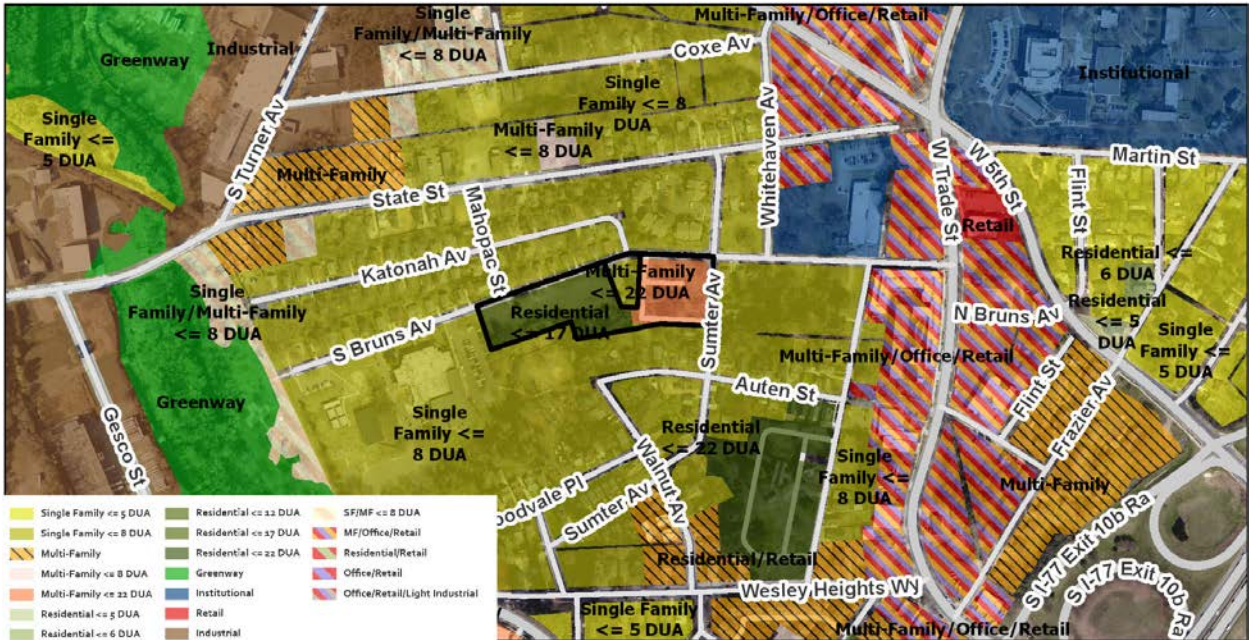 Single
Family/Multi-Family
<= 8 DUA
Multi-Family/Office/Retail
Greenway
Industrial
Coxe Av
Institutional
Single
Family <= 8
DUA
Single
Family <=
5 DUA
S Turner Av
Multi-Family
<= 8 DUA
Whitehaven Av
W 5th St
W Trade St
Martin St
Multi-Family
State St
Mahopac St
Flint St
Retail
Katonah Av
Residential <=
6 DUA
Multi-Family
<= 22 DUA
Sumter Av
Single
Family/Multi-Family
<= 8 DUA
Residential
<= 17 DUA
N Bruns Av
Residential
<= 5
DUA
Single
Family <=
5 DUA
S Bruns Av
Multi-Family/Office/Retail
Flint St
Frazier Av
Auten St
Greenway
Gesco St
Single
Family <=
8 DUA
Residential
<= 22 DUA
Walnut Av
Single
Family <=
8 DUA
Multi-Family
oodvale Pl
Sumter Av
S I-77 Exit 10b Ra
S I-77 Exit 10b Ra
Residential/Retail
Wesley Heights Wy
Single Family
<= 5 DUA
Multi-Family/Office/Retail
Single Family <= 5 DUA
Single Family <= 8 DUA
Multi-Family
Multi-Family <= 8 DUA
Multi-Family <= 22 DUA
Residential <= 5 DUA
Residential <= 6 DUA
Residential <= 12 DUA
Residential <= 17 DUA
Residential <= 22 DUA
Greenway
Institutional
Retail
Industrial
SF/MF <= 8 DUA
MF/Office/Retail
Residential/Retail
Office/Retail
Office/Retail/Light Industrial